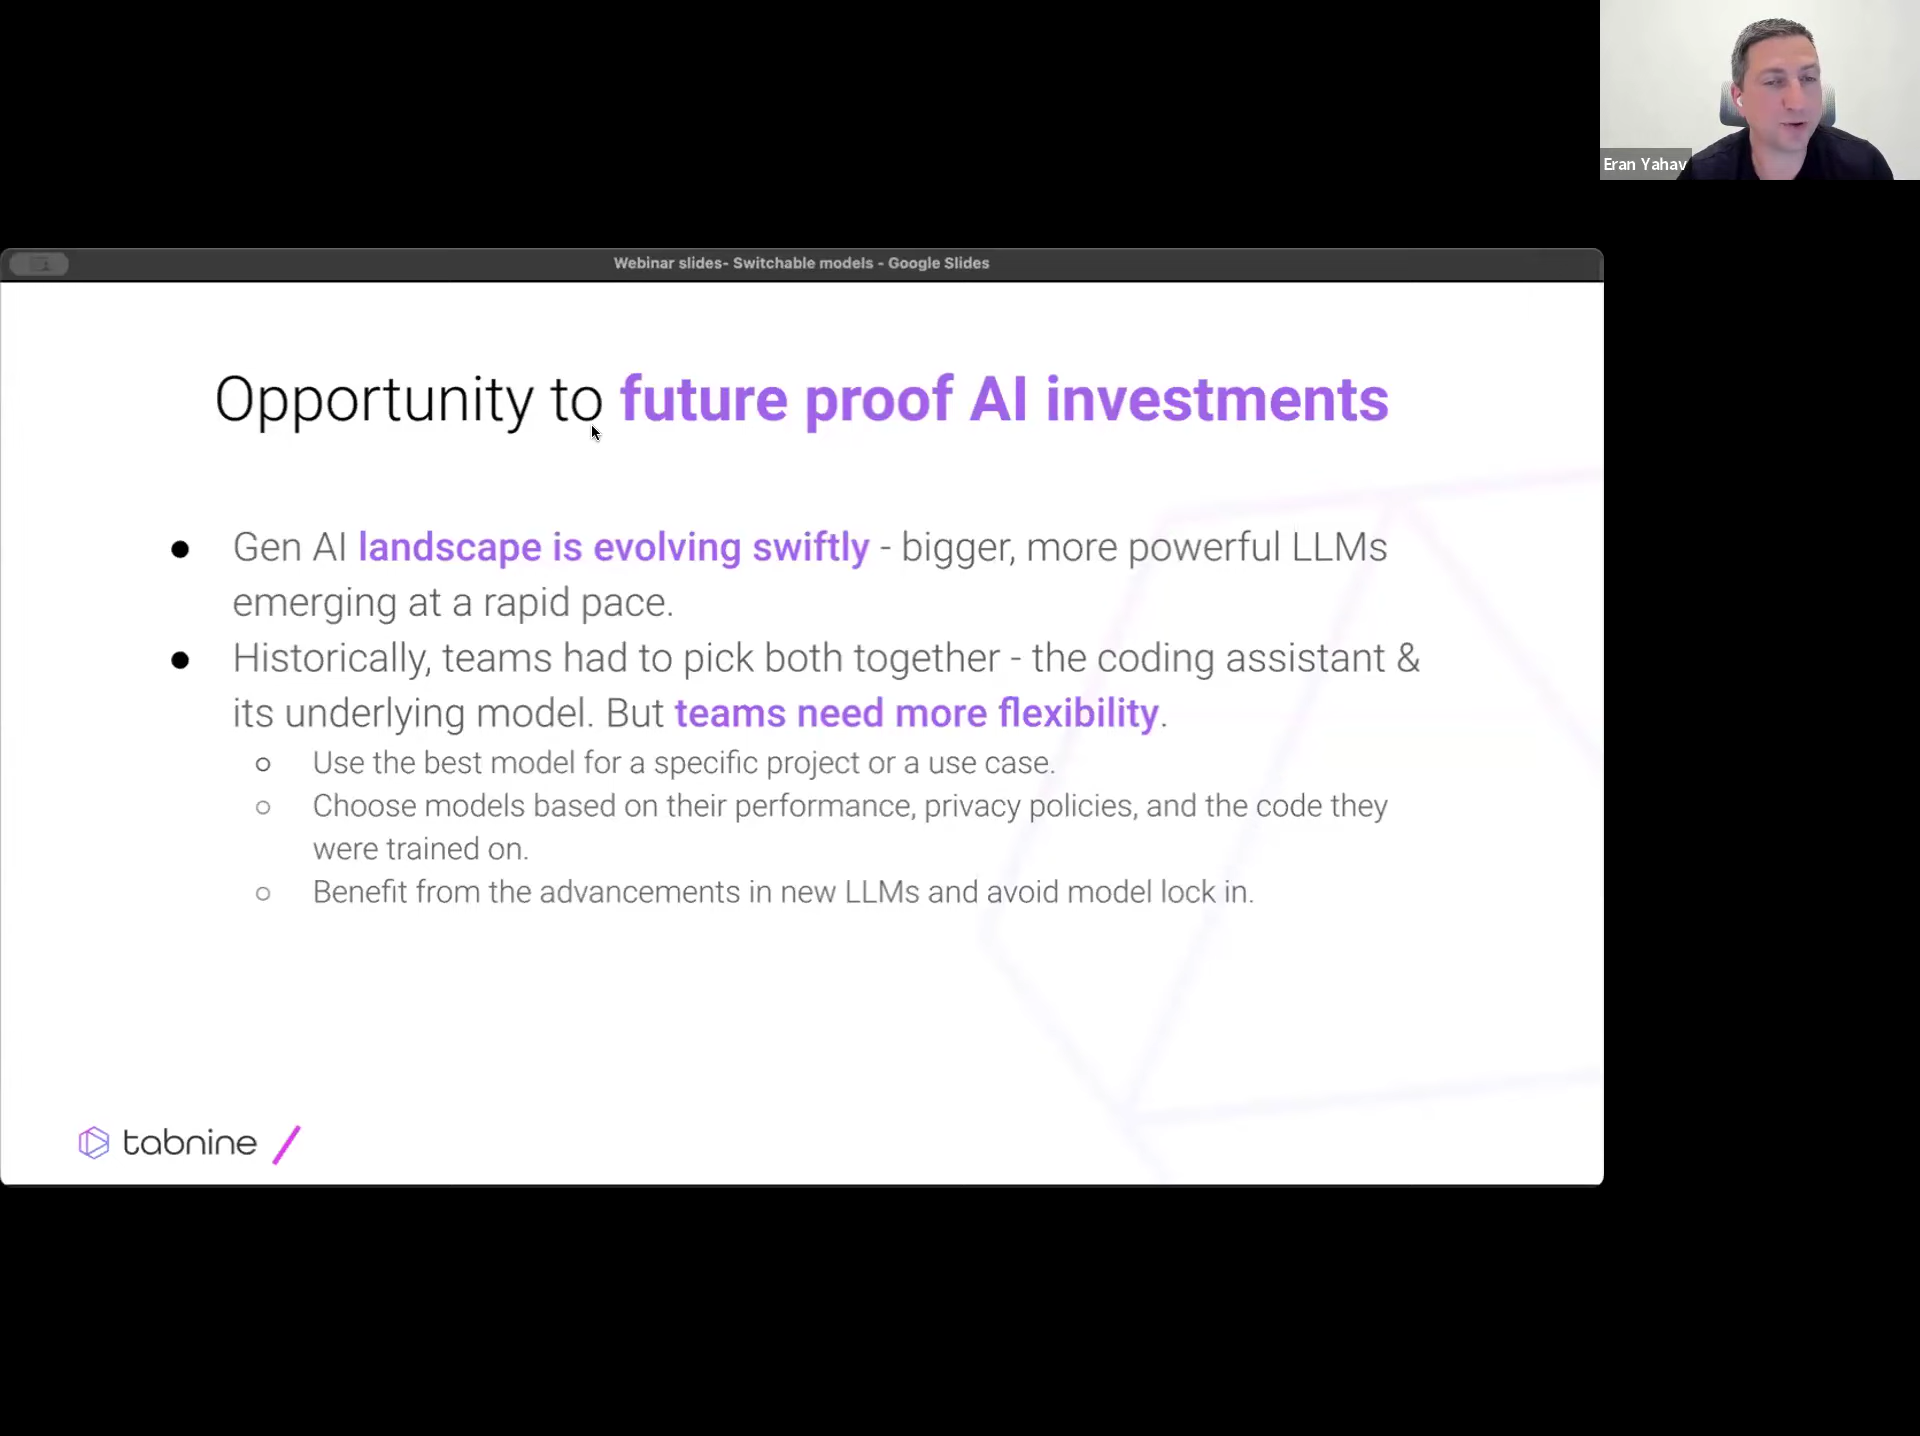 Eran Yahav
Webinar slides- Switchable models - Google Slides
Opportunity to future proof AI investments
● Gen AI landscape is evolving swiftly - bigger, more powerful LLMs
emerging at a rapid pace.
● Historically, teams had to pick both together - the coding assistant &
its underlying model. But teams need more flexibility.
○ Use the best model for a specific project or a use case.
○ Choose models based on their performance, privacy policies, and the code they
were trained on.
○ Benefit from the advancements in new LLMs and avoid model lock in.
tabnine